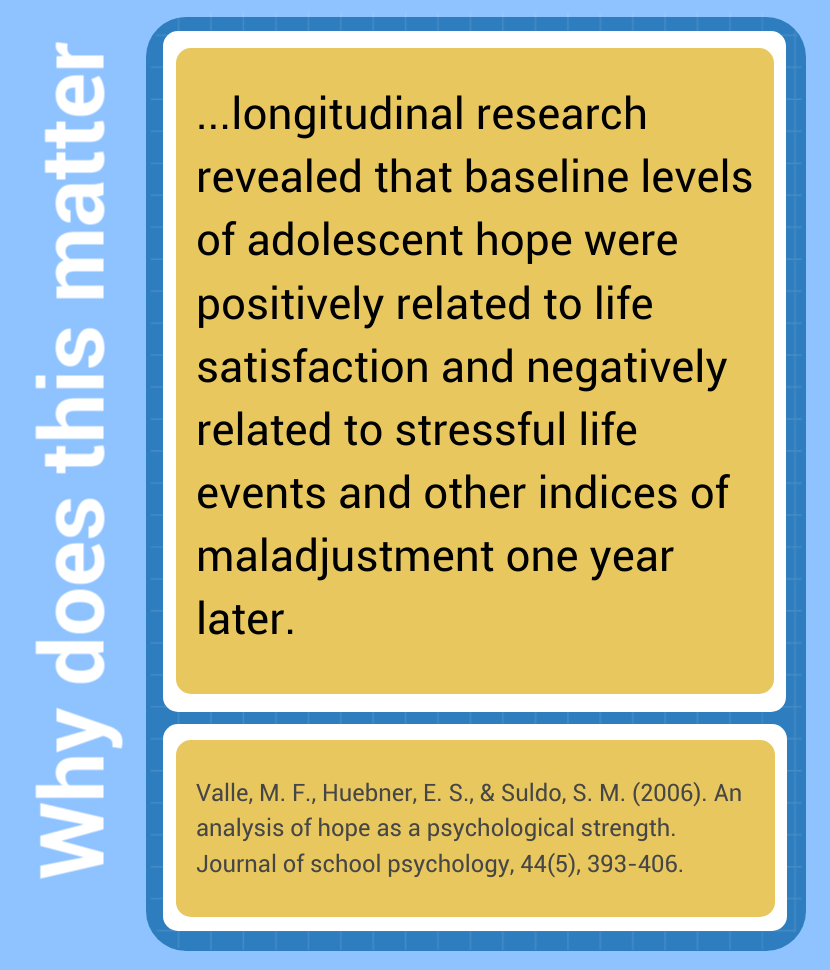 Why does this matter
...longitudinal research
revealed that baseline levels
of adolescent hope were
positively related to life
satisfaction and negatively
related to stressful life
events and other indices of
maladjustment one year
later.
Valle, M. F., Huebner, E. S., & Suldo, S. M. (2006). An
analysis of hope as a psychological strength.
Journal of school psychology, 44(5), 393-406.